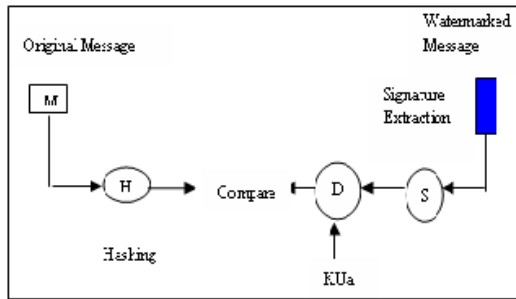 Original Message
Watermarked
Message
M
Signature
Extraction
H
Compare
D
S
Hashing
KUa